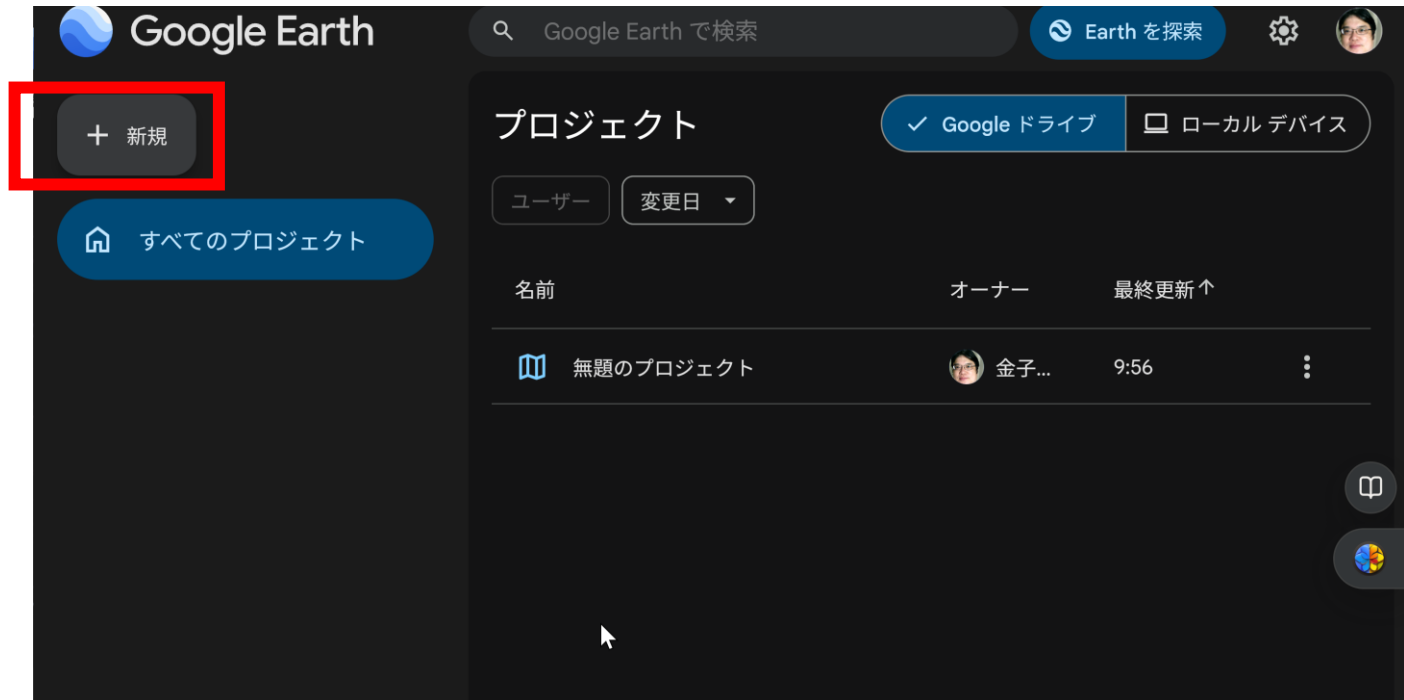 Google Earth
Google Earth で検索
Earth を探索
新規
すべてのプロジェクト
プロジェクト
Google ドライブ
ローカル デバイス
ユーザー
変更日
名前
オーナー
最終更新
無題のプロジェクト
金子...
9:56